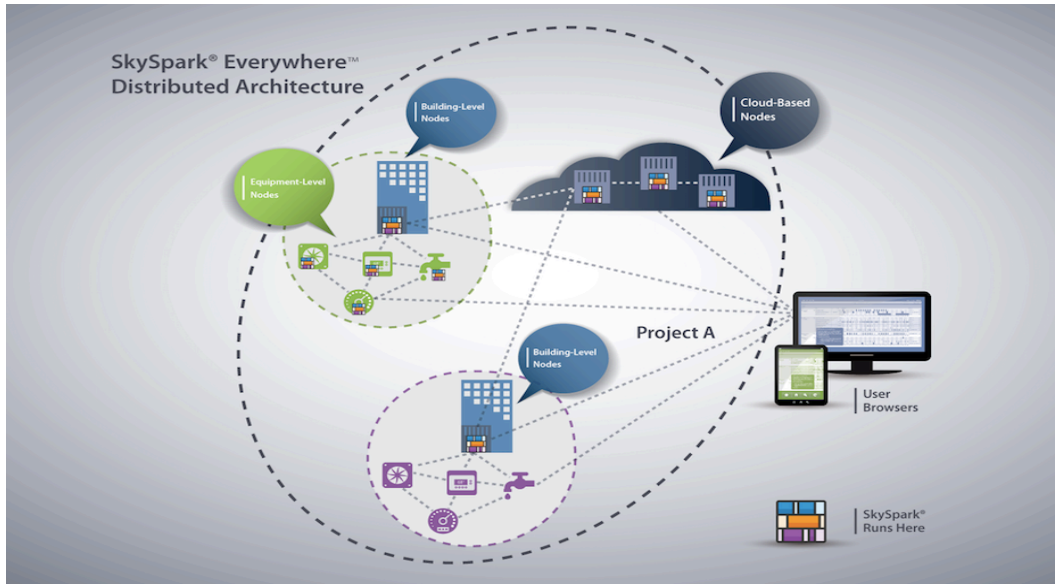 SkySpark® Everywhere™
Distributed Architecture
Building-Level
Nodes
Cloud-Based
Nodes
Equipment-Level
Nodes
Project A
Building-Level
Nodes
User
Browsers
SkySpark®
Runs Here